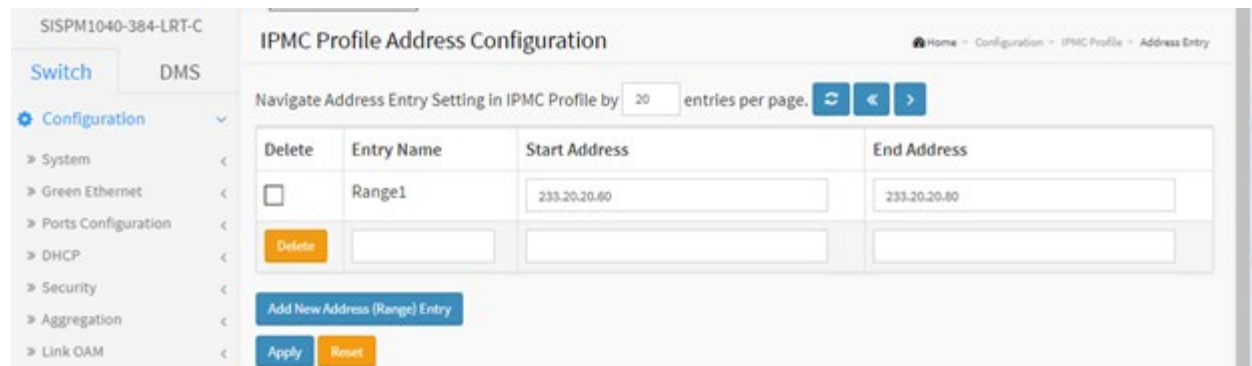 SISPM1040-384-LRT-C
Switch DMS
Configuration
» System
» Green Ethernet
» Ports Configuration
» DHCP
» Security
» Aggregation
» Link OAM
IPMC Profile Address Configuration
Home > Configuration > IPMC Profile > Address Entry
Navigate Address Entry Setting in IPMC Profile by 20 entries per page.
Delete Entry Name Start Address End Address
Range1 233.20.20.60 233.20.20.80
Delete
Add New Address (Range) Entry
Apply Reset